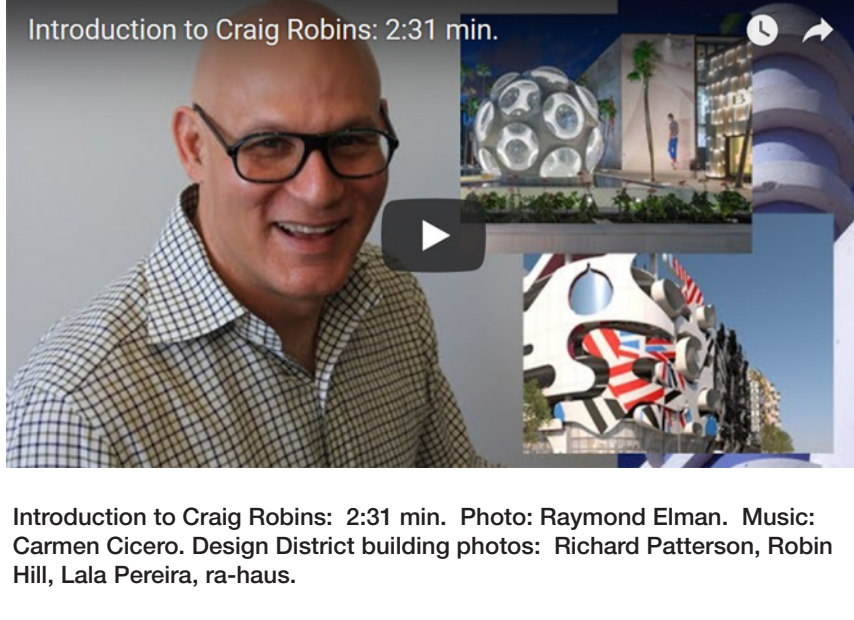 Introduction to Craig Robins: 2:31 min.
Introduction to Craig Robins:  2:31 min.  Photo: Raymond Elman.  Music:
Carmen Cicero. Design District building photos:  Richard Patterson, Robin
Hill, Lala Pereira, ra-haus.